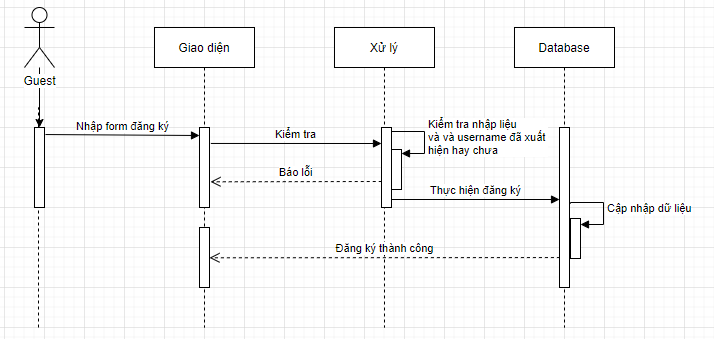 Giao diện
Xử lý
Database
Guest
Nhập form đăng ký
Kiểm tra
Kiểm tra nhập liệu
và và username đã xuất
hiện hay chưa
Báo lỗi
Thực hiện đăng ký
Cập nhập dữ liệu
Đăng ký thành công